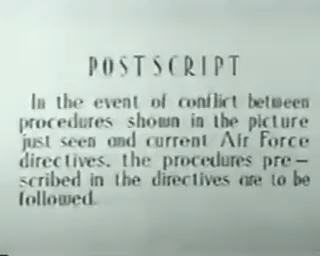 POSTSCRIPT
In the event of conflict between
procedures shown in the picture
just seen and current Air Force
directives, the procedures pre-
scribed in the directives are to be
followed.